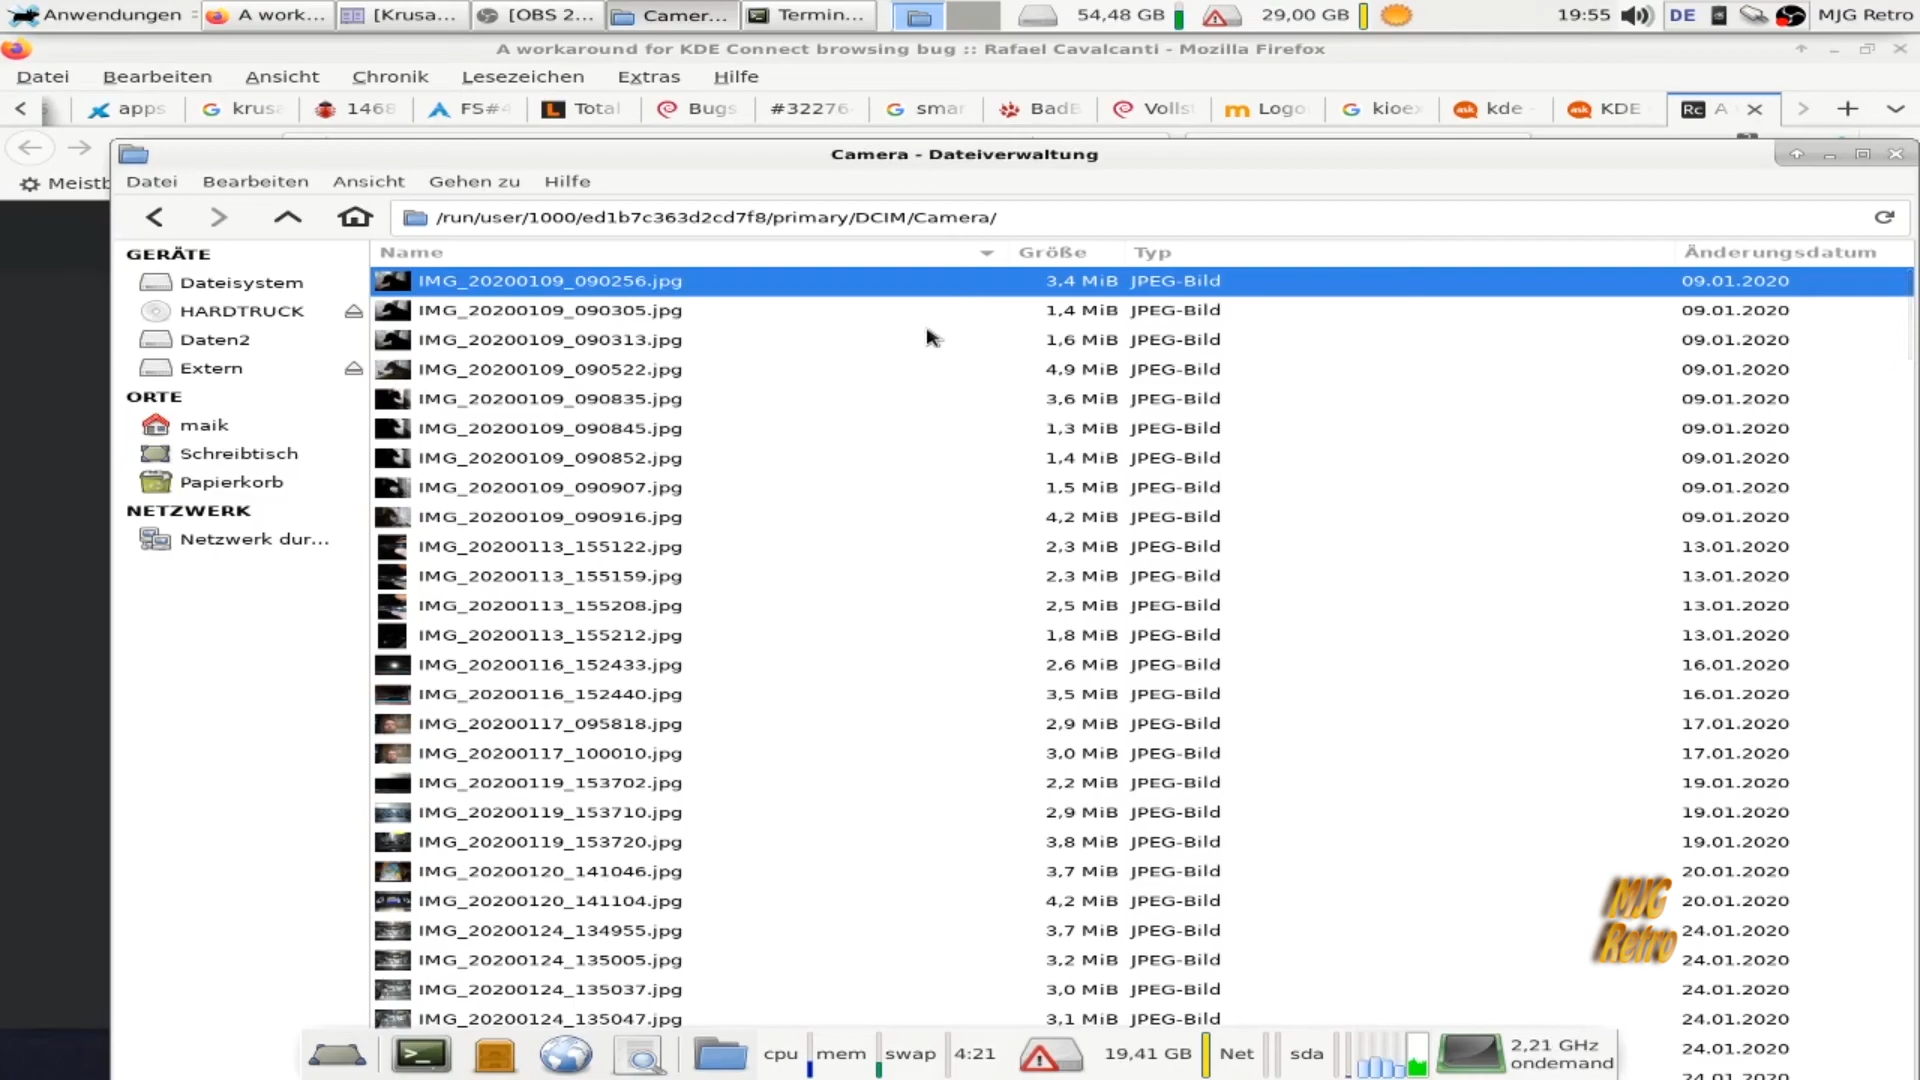 Anwendungen
A work...
[Krusa...
[OBS 2...
Camer...
Termin...
54,48 GB
29,00 GB
19:55
DE
MJG Retro
A workaround for KDE Connect browsing bug :: Rafael Cavalcanti - Mozilla Firefox
Datei Bearbeiten Ansicht Chronik Lesezeichen Extras Hilfe
apps
krusa
1468
FS#4
Total
Bugs
#32276
smar
BadB
Vollst
Logo
kioex
kde
KDE
Rc A
Camera - Dateiverwaltung
Meistb
Datei Bearbeiten Ansicht Gehen zu Hilfe
/run/user/1000/ed1b7c363d2cd7f8/primary/DCIM/Camera/
GERÄTE
Dateisystem
HARDTRUCK
Daten2
Extern
ORTE
maik
Schreibtisch
Papierkorb
NETZWERK
Netzwerk dur...
Name Größe Typ Änderungsdatum
IMG_20200109_090256.jpg 3,4 MiB JPEG-Bild 09.01.2020
IMG_20200109_090305.jpg 1,4 MiB JPEG-Bild 09.01.2020
IMG_20200109_090313.jpg 1,6 MiB JPEG-Bild 09.01.2020
IMG_20200109_090522.jpg 4,9 MiB JPEG-Bild 09.01.2020
IMG_20200109_090835.jpg 3,6 MiB JPEG-Bild 09.01.2020
IMG_20200109_090845.jpg 1,3 MiB JPEG-Bild 09.01.2020
IMG_20200109_090852.jpg 1,4 MiB JPEG-Bild 09.01.2020
IMG_20200109_090907.jpg 1,5 MiB JPEG-Bild 09.01.2020
IMG_20200109_090916.jpg 4,2 MiB JPEG-Bild 09.01.2020
IMG_20200113_155122.jpg 2,3 MiB JPEG-Bild 13.01.2020
IMG_20200113_155159.jpg 2,3 MiB JPEG-Bild 13.01.2020
IMG_20200113_155208.jpg 2,5 MiB JPEG-Bild 13.01.2020
IMG_20200113_155212.jpg 1,8 MiB JPEG-Bild 13.01.2020
IMG_20200116_152433.jpg 2,6 MiB JPEG-Bild 16.01.2020
IMG_20200116_152440.jpg 3,5 MiB JPEG-Bild 16.01.2020
IMG_20200117_095818.jpg 2,9 MiB JPEG-Bild 17.01.2020
IMG_20200117_100010.jpg 3,0 MiB JPEG-Bild 17.01.2020
IMG_20200119_153702.jpg 2,2 MiB JPEG-Bild 19.01.2020
IMG_20200119_153710.jpg 2,9 MiB JPEG-Bild 19.01.2020
IMG_20200119_153720.jpg 3,8 MiB JPEG-Bild 19.01.2020
IMG_20200120_141046.jpg 3,7 MiB JPEG-Bild 20.01.2020
IMG_20200120_141104.jpg 4,2 MiB JPEG-Bild 20.01.2020
IMG_20200124_134955.jpg 3,7 MiB JPEG-Bild 24.01.2020
IMG_20200124_135005.jpg 3,2 MiB JPEG-Bild 24.01.2020
IMG_20200124_135037.jpg 3,0 MiB JPEG-Bild 24.01.2020
IMG_20200124_135047.jpg 3,1 MiB JPEG-Bild 24.01.2020
24.01.2020
MJG
Retro
cpu mem swap 4:21 19,41 GB Net sda
2,21 GHz
ondemand